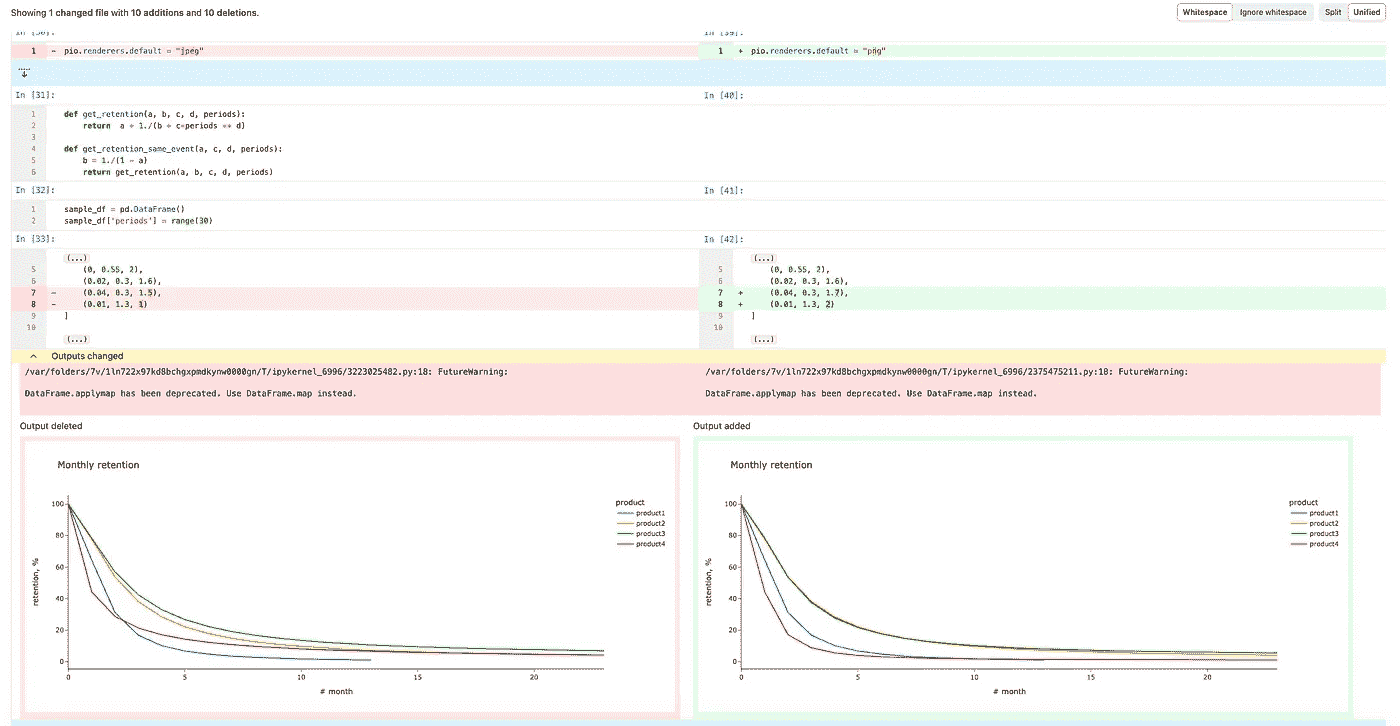 Showing 1 changed file with 10 additions and 10 deletions.
Whitespace Ignore whitespace Split Unified
1 - pio.renderers.default = "jpeg"
1 + pio.renderers.default = "png"
In [31]:
In [40]:
1 def get_retention(a, b, c, d, periods):
2 return a + 1./(b + c*periods ** d)
3
4 def get_retention_same_event(a, c, d, periods):
5 b = 1./(1 - a)
6 return get_retention(a, b, c, d, periods)
In [32]:
In [41]:
1 sample_df = pd.DataFrame()
2 sample_df['periods'] = range(30)
In [33]:
In [42]:
(...)
5 (0, 0.55, 2),
6 (0.02, 0.3, 1.6),
7 - (0.04, 0.3, 1.5),
8 - (0.01, 1.3, 1)
9 ]
10
(...)
(...)
5 (0, 0.55, 2),
6 (0.02, 0.3, 1.6),
7 + (0.04, 0.3, 1.7),
8 + (0.01, 1.3, 2)
9 ]
10
(...)
Outputs changed
/var/folders/7v/1ln722x97kd8bchgxpmdkynw0000gn/T/ipykernel_6996/3223025482.py:18: FutureWarning:
DataFrame.applymap has been deprecated. Use DataFrame.map instead.
/var/folders/7v/1ln722x97kd8bchgxpmdkynw0000gn/T/ipykernel_6996/2375475211.py:18: FutureWarning:
DataFrame.applymap has been deprecated. Use DataFrame.map instead.
Output deleted
Monthly retention
product
product1
product2
product3
product4
100
80
60
40
20
0
retention, %
0 5 10 15 20
# month
Output added
Monthly retention
product
product1
product2
product3
product4
100
80
60
40
20
0
retention, %
0 5 10 15 20
# month